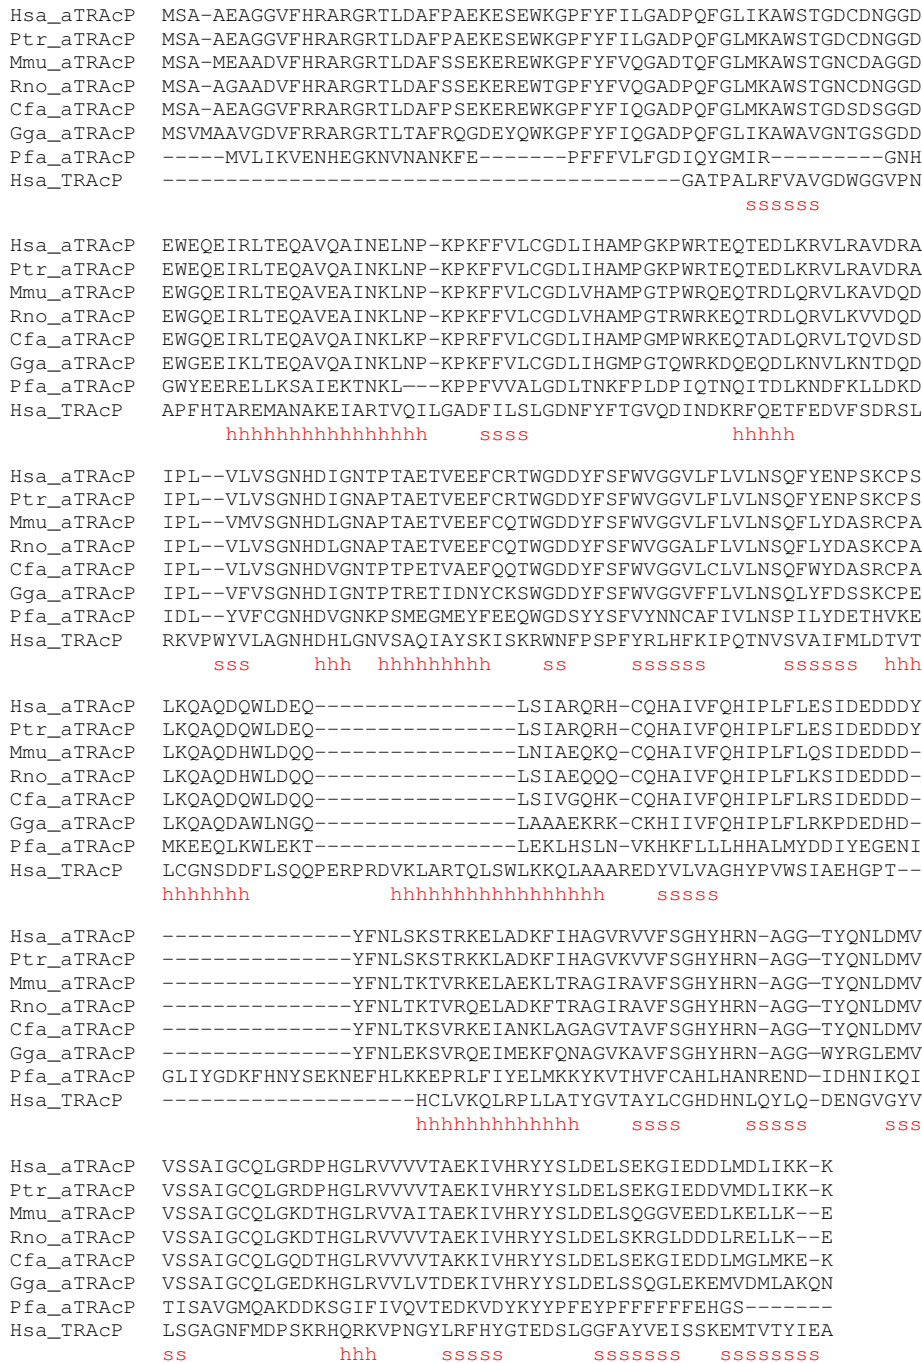 Hsa_aTRAcP MSA-AEAGGVFHRARGRTLDAFPAEKESEWKGPFYFILGADPQFGLIKAWSTGDCDNGGD
Ptr_aTRAcP MSA-AEAGGVFHRARGRTLDAFPAEKESEWKGPFYFILGADPQFGLMKAWSTGDCDNGGD
Mmu_aTRAcP MSA-MEAADVFHRARGRTLDAFSSEKEREWKGPFYFVQGADTQFGLMKAWSTGNCDAGGD
Rno_aTRAcP MSA-AGAADVFHRARGRTLDAFSSEKEREWTGPFYFVQGADPQFGLMKAWSTGNCDAGGD
Cfa_aTRAcP MSA-AEAGGVFRRARGRTLDAFPSEKEREWKGPFYFIQGADPQFGLMKAWSTGDSDSGGD
Gga_aTRAcP MSVMAAVGDVFRRARGRTLTAFRQGDEYQWKGPFYFIQGADPQFGLIKAWAVGNTGSGDD
Pfa_aTRAcP -----MVLIKVENHEGKNVNANKFE-------PFFFVLFGDIQYGMIR---------GNH
Hsa_TRAcP -----------------------------------------GATPALRFVAVGDWGGVPN
ssssss
Hsa_aTRAcP EWEQEIRLTEQAVQAINELNP-KPKFFVLCGDLIHAMPGKPWRTEQTEDLKRVLRAVDRA
Ptr_aTRAcP EWEQEIRLTEQAVQAINKLNP-KPKFFVLCGDLIHAMPGKPWRTEQTEDLKRVLRAVDRA
Mmu_aTRAcP EWGQEIRLTEQAVEAINKLNP-KPKFFVLCGDLVHAMPGTPWRQEQTRDLQRVLKAVDQD
Rno_aTRAcP EWGQEIRLTEQAVEAINKLNP-KPKFFVLCGDLVHAMPGTRWRKEQTRDLQRVLKVVDQD
Cfa_aTRAcP EWGQEIRLTEQAVQAINKLKP-KPRFFVLCGDLIHAMPGMPWRKEQTADLQRVLTQVDSD
Gga_aTRAcP EWGEEIKLTEQAVQAINKLNP-KPKFFVLCGDLIHGMPGTQWRKDQEQDLKNVLKNTDQD
Pfa_aTRAcP GWYEERELLKSAIEKTNKL---KPPFVVALGDLTNKFPLDPIQTNQITDLKNDFKLLDKD
Hsa_TRAcP APFHTAREMANAKEIARTVQILGADFILSLGDNFYFTGVQDINDKRFQETFEDVFSDRSL
hhhhhhhhhhhhhhhh ssss hhhhh
Hsa_aTRAcP IPL--VLVSGNHDIGNTPTAETVEEFCRTWGDDYFSFWVGGVLFLVLNSQFYENPSKCPS
Ptr_aTRAcP IPL--VLVSGNHDIGNAPTAETVEEFCRTWGDDYFSFWVGGVLFLVLNSQFYENPSKCPS
Mmu_aTRAcP IPL--VMVSGNHDLGNAPTAETVEEFCQTWGDDYFSFWVGGVLFLVLNSQFLYDASRCPA
Rno_aTRAcP IPL--VLVSGNHDLGNAPTAETVEEFCQTWGDDYFSFWVGGALFLVLNSQFLYDASKCPA
Cfa_aTRAcP IPL--VLVSGNHDVGNTPTPETVAEFQQTWGDDYFSFWVGGVLCLVLNSQFWYDASRCPA
Gga_aTRAcP IPL--VFVSGNHDIGNTPTRETIDNYCKSWGDDYFSFWVGGVFFLVLNSQLYFDSSKCPE
Pfa_aTRAcP IDL--YVFCGNHDVGNKPSMEGMEYFEEQWGDSYYSFVYNNCAFIVLNSPILYDETHVKE
Hsa_TRAcP RKVPWYVLAGNHDHLGNVSAQIAYSKISKRWNFPSPFYRLHFKIPQTNVSVAIFMLDTVT
sss hhh hhhhhhhhh ss ssssss ssssss hhh
Hsa_aTRAcP LKQAQDQWLDEQ----------------LSIARQRH-CQHAIVFQHIPLFLESIDEDDDY
Ptr_aTRAcP LKQAQDQWLDEQ----------------LSIARQRH-CQHAIVFQHIPLFLESIDEDDDY
Mmu_aTRAcP LKQAQDHWLDQQ----------------LNIAEQKQ-CQHAIVFQHIPLFLQSIDEDDD-
Rno_aTRAcP LKQAQDHWLDQQ----------------LSIAEQQQ-CQHAIVFQHIPLFLKSIDEDDD-
Cfa_aTRAcP LKQAQDQWLDQQ----------------LSIVGQHK-CQHAIVFQHIPLFLRSIDEDDD-
Gga_aTRAcP LKQAQDAWLNGQ----------------LAAAEKRK-CKHIIVFQHIPLFLRKPDEDHD-
Pfa_aTRAcP MKEEQLKWLEKT----------------LEKLHSLN-VKHKFLLLHHALMYDDIYEGENI
Hsa_TRAcP LCGNSDDFLSQQPERPRDVKLARTQLSWLKKQLAAAREDYVLVAGHYPVWSIAEHGPT--
hhhhhhh hhhhhhhhhhhhhhhhh sssss
Hsa_aTRAcP ---------------YFNLSKSTRKELADKFIHAGVRVVFSGHYHRN-AGG-TYQNLDMV
Ptr_aTRAcP ---------------YFNLSKSTRKKLADKFIHAGVKVVFSGHYHRN-AGG-TYQNLDMV
Mmu_aTRAcP ---------------YFNLTKTVRKELAEKLTRAGIRAVFSGHYHRN-AGG-TYQNLDMV
Rno_aTRAcP ---------------YFNLTKTVRQELADKFTRAGIRAVFSGHYHRN-AGG-TYQNLDMV
Cfa_aTRAcP ---------------YFNLTKSVRKEIANKLAGAGVTAVFSGHYHRN-AGG-TYQNLDMV
Gga_aTRAcP ---------------YFNLEKSVRQEIMEKFQNAGVKAVFSGHYHRN-AGG-WYRGLEMV
Pfa_aTRAcP GLIYGDKFHNYSEKNEFHLKKEPRLFIYELMKKYKVTHVFCAHLHANREND-IDHNIKQI
Hsa_TRAcP --------------------HCLVKQLRPLLATYGVTAYLCGHDHNLQYLQ-DENGVGYV
hhhhhhhhhhhhh ssss sssss sss
Hsa_aTRAcP VSSAIGCQLGRDPHGLRVVVVTAEKIVHRYYSLDELSEKGIEDDLMDLIKK-K
Ptr_aTRAcP VSSAIGCQLGRDPHGLRVVVVTAEKIVHRYYSLDELSEKGIEDDVMDLIKK-K
Mmu_aTRAcP VSSAIGCQLGKDTHGLRVVAITAEKIVHRYYSLDELSQGGVEEDLKELLK--E
Rno_aTRAcP VSSAIGCQLGKDTHGLRVVVVTAEKIVHRYYSLDELSKRGLDDDLRELLK--E
Cfa_aTRAcP VSSAIGCQLGQDTHGLRVVVVTAKKIVHRYYSLDELSEKGIEDDLMGLMKE-K
Gga_aTRAcP VSSAIGCQLGEDKHGLRVVLVTDEKIVHRYYSLDELSSQGLEKEMVDMLAKQN
Pfa_aTRAcP TISAVGMQAKDDKSGIFIVQVTEDKVDYKYYPFEYPFFFFFFEHGS-------
Hsa_TRAcP LSGAGNFMDPSKRHQRKVPNGYLRFHYGTEDSLGGFAYVEISSKEMTVTYIEA
ss hhh sssss sssssss ssssssss